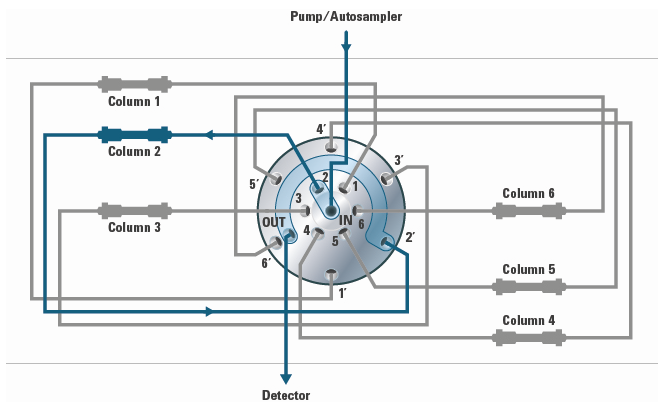 Pump/Autosampler
Column 1
Column 2
Column 3
4′
3′
5′
2
1
3
OUT
IN
6
4
5
2′
6′
1′
Column 6
Column 5
Column 4
Detector